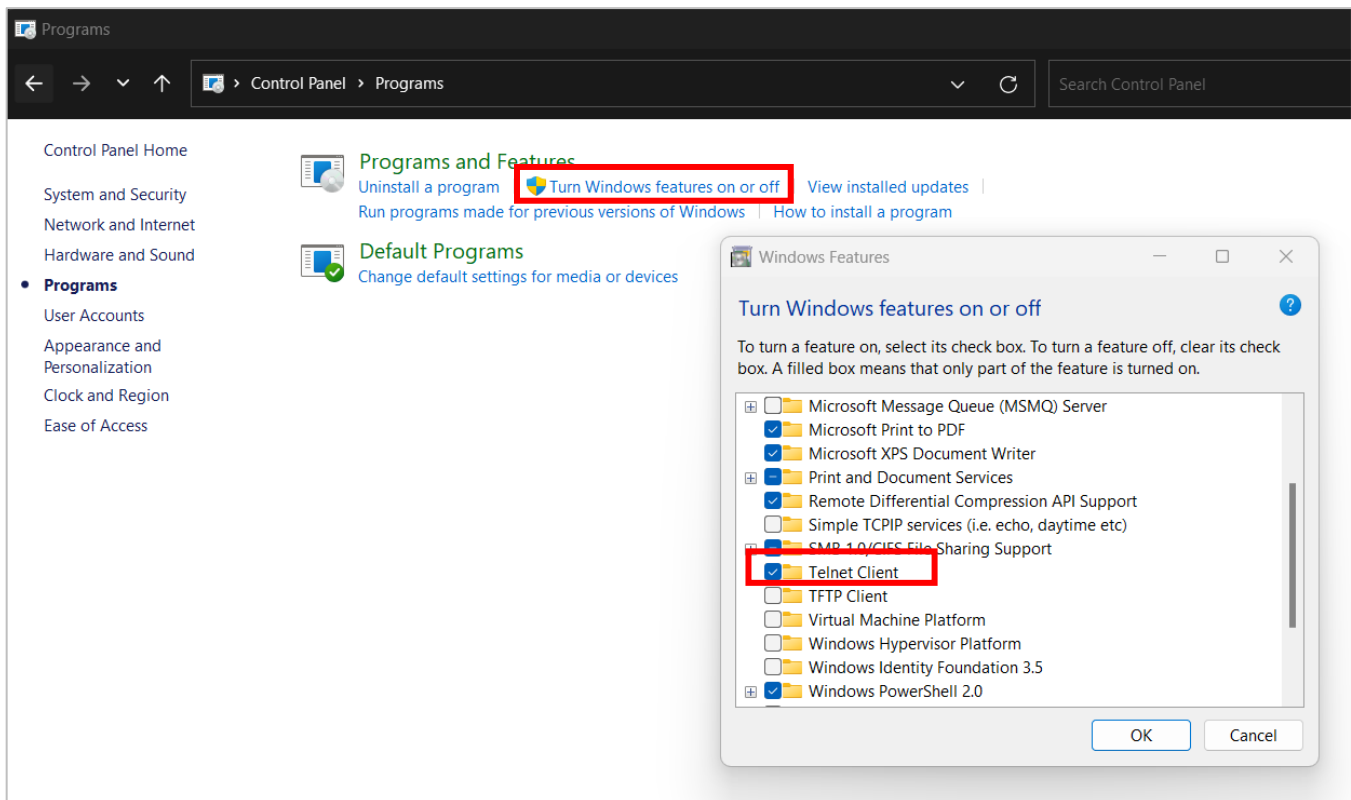 Programs
Control Panel > Programs
Search Control Panel
Control Panel Home
System and Security
Network and Internet
Hardware and Sound
Programs
User Accounts
Appearance and
Personalization
Clock and Region
Ease of Access
Programs and Features
Uninstall a program
Turn Windows features on or off
View installed updates
Run programs made for previous versions of Windows
How to install a program
Default Programs
Change default settings for media or devices
Windows Features
Turn Windows features on or off
To turn a feature on, select its check box. To turn a feature off, clear its check
box. A filled box means that only part of the feature is turned on.
Microsoft Message Queue (MSMQ) Server
Microsoft Print to PDF
Microsoft XPS Document Writer
Print and Document Services
Remote Differential Compression API Support
Simple TCPIP services (i.e. echo, daytime etc)
SMB 1.0/CIFS File Sharing Support
Telnet Client
TFTP Client
Virtual Machine Platform
Windows Hypervisor Platform
Windows Identity Foundation 3.5
Windows PowerShell 2.0
OK
Cancel